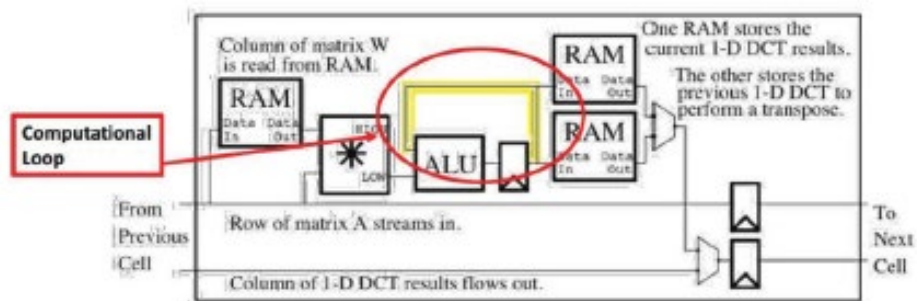 Column of matrix W
is read from RAM.
RAM
Data Data
In Out
Computational
Loop
HIGH
*
LOW
ALU
RAM
Data Data
In Out
RAM
Data Data
In Out
One RAM stores the
current 1-D DCT results.
The other stores the
previous 1-D DCT to
perform a transpose.
From
Previous
Cell
Row of matrix A streams in.
Column of 1-D DCT results flows out.
To
Next
Cell